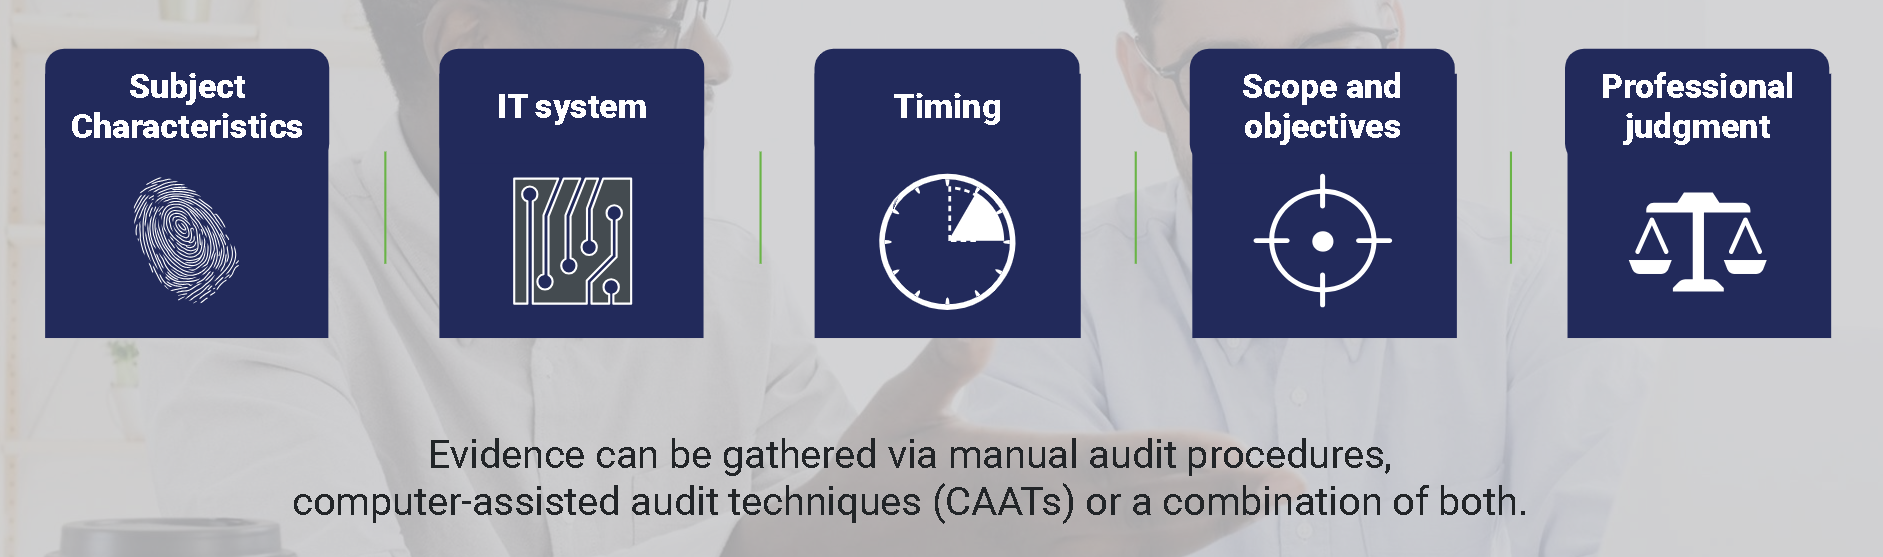 Subject
Characteristics
IT system
Timing
Scope and
objectives
Professional
judgment
Evidence can be gathered via manual audit procedures,
computer-assisted audit techniques (CAATs) or a combination of both.